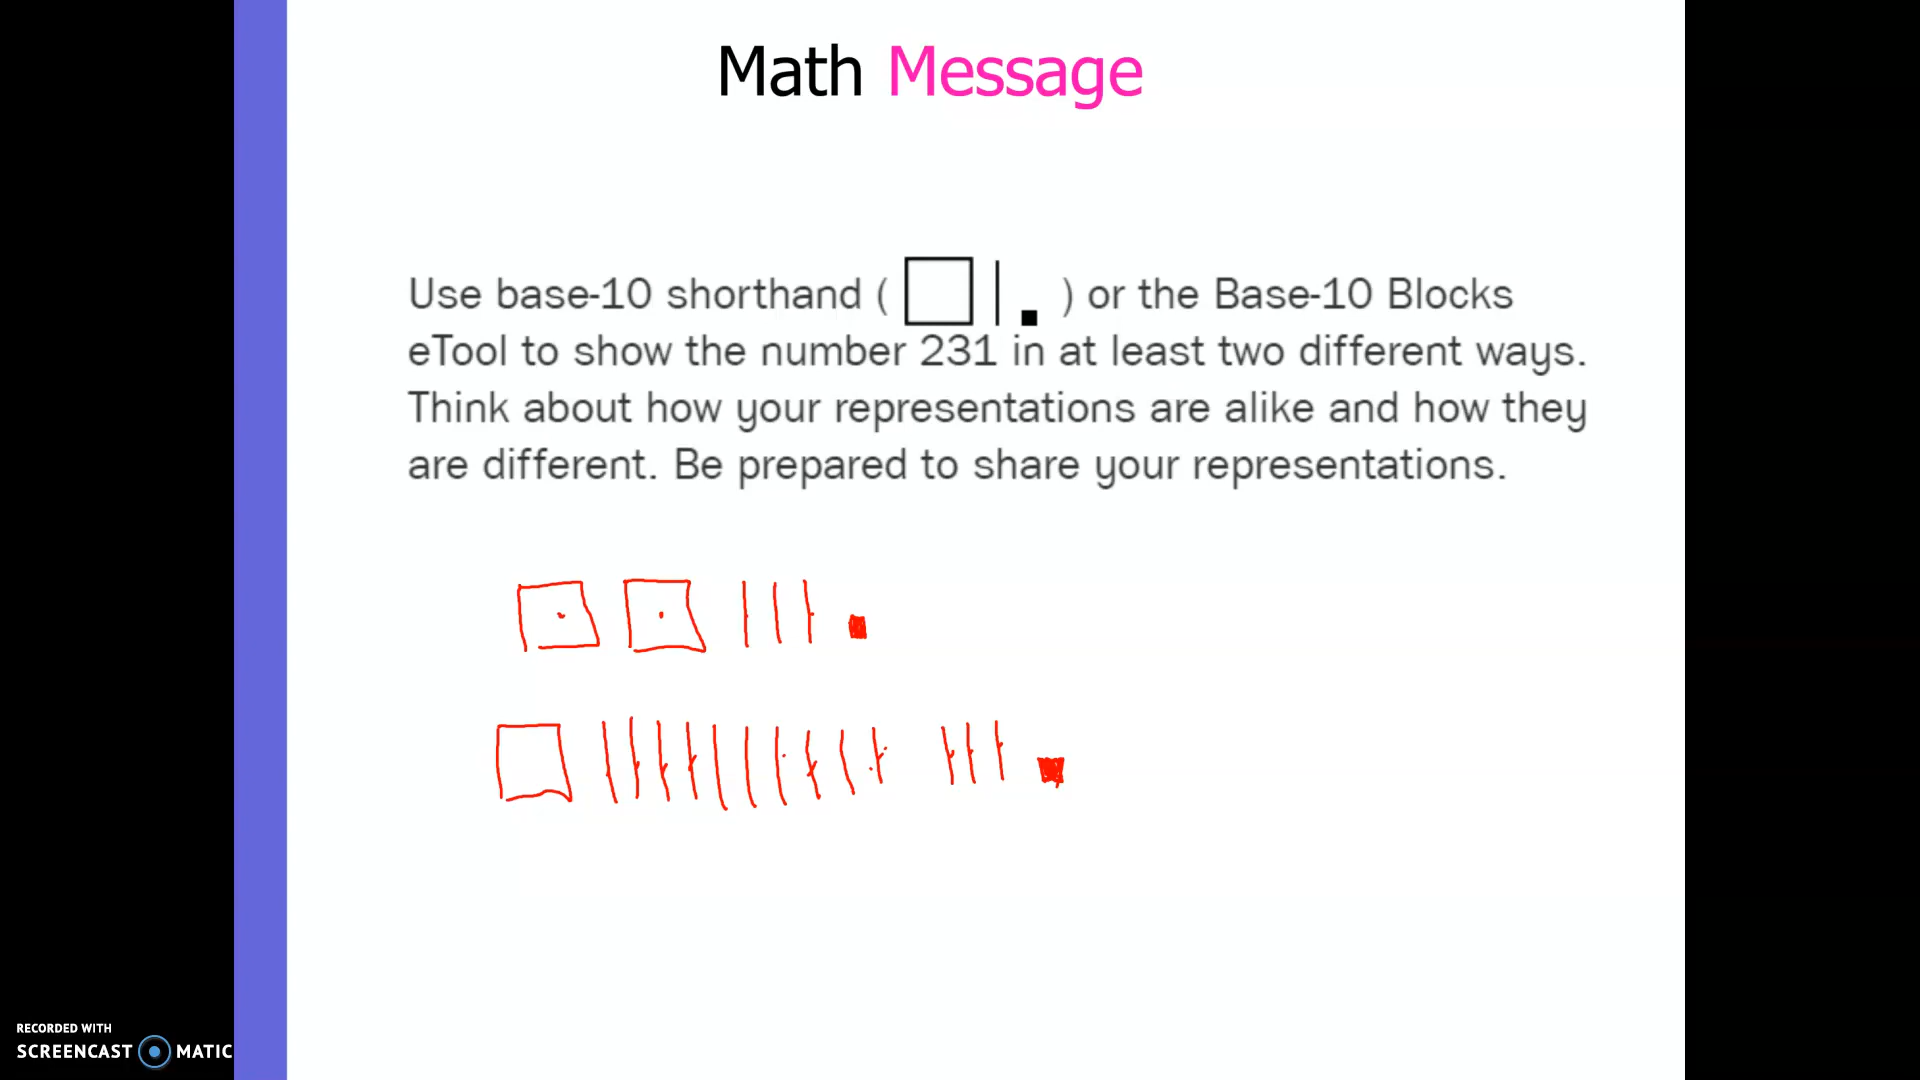 Math Message
Use base-10 shorthand ( ) or the Base-10 Blocks
eTool to show the number 231 in at least two different ways.
Think about how your representations are alike and how they
are different. Be prepared to share your representations.
RECORDED WITH
SCREENCAST MATIC